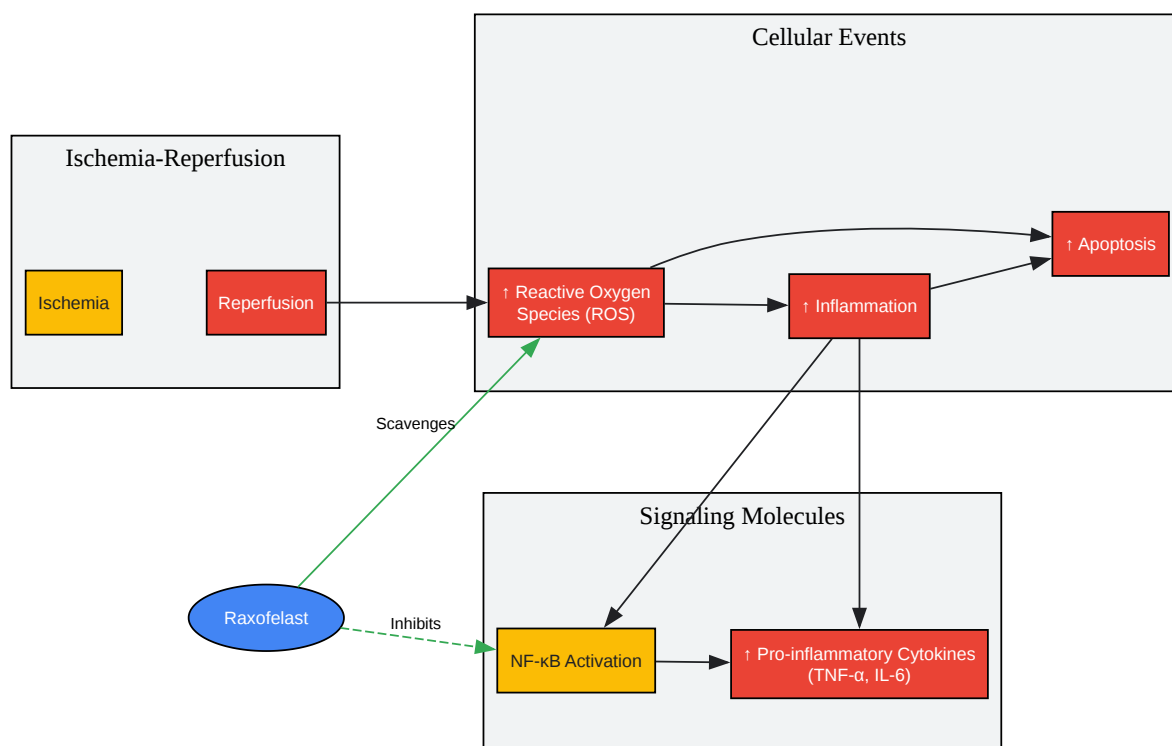 Cellular Events
Ischemia-Reperfusion
↑ Apoptosis
Ischemia
Reperfusion
↑ Reactive Oxygen
Species (ROS)
↑ Inflammation
Scavenges
Signaling Molecules
Raxofelast
Inhibits
NF-κB Activation
↑ Pro-inflammatory Cytokines
(TNF-α, IL-6)